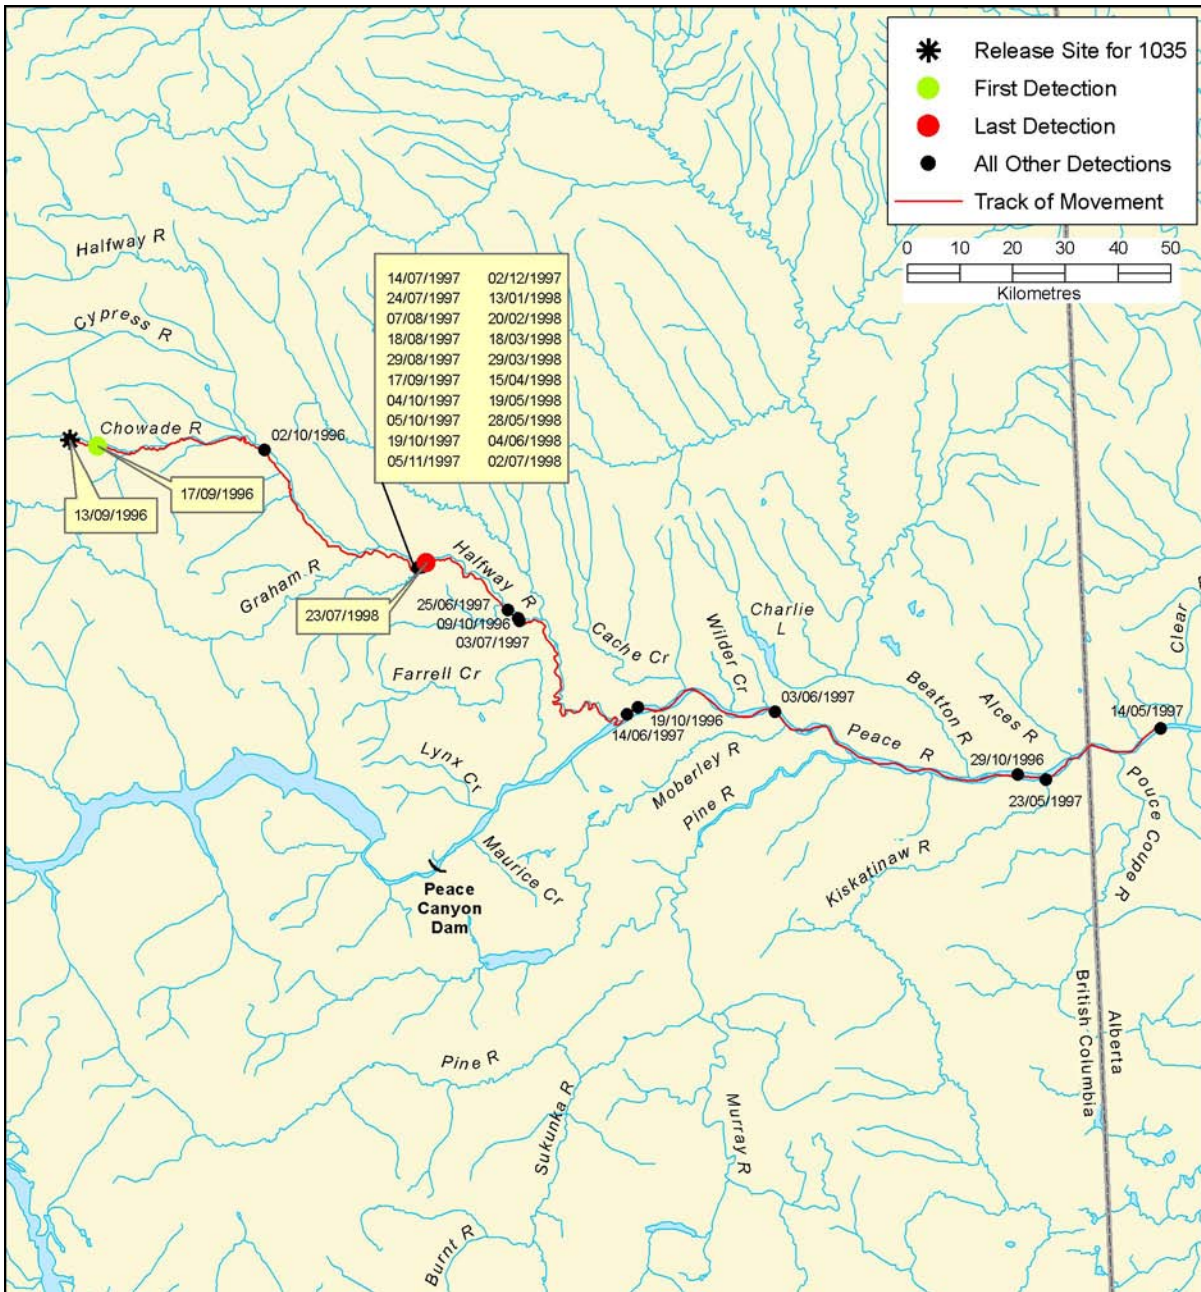 Release Site for 1035
First Detection
Last Detection
All Other Detections
Track of Movement
0 10 20 30 40 50
Kilometres
Halfway R
Cypress R
14/07/1997 02/12/1997
24/07/1997 13/01/1998
07/08/1997 20/02/1998
18/08/1997 18/03/1998
29/08/1997 29/03/1998
17/09/1997 15/04/1998
04/10/1997 19/05/1998
05/10/1997 28/05/1998
19/10/1997 04/06/1998
05/11/1997 02/07/1998
Chowade R
02/10/1996
17/09/1996
13/09/1996
Graham R
Halfway R
23/07/1998
25/06/1997
09/10/1996
03/07/1997
Farrell Cr
Cache Cr
Wilder Cr
Charlie
L
Clear
19/10/1996
14/06/1997
03/06/1997
Beatton R
Alces R
14/05/1997
Peace R
29/10/1996
23/05/1997
Lynx Cr
Moberley R
Pine R
Pouce Coupe R
Maurice Cr
Kiskatinaw R
Peace
Canyon
Dam
British Columbia
Alberta
Pine R
Sukunka R
Murray R
Burnt R